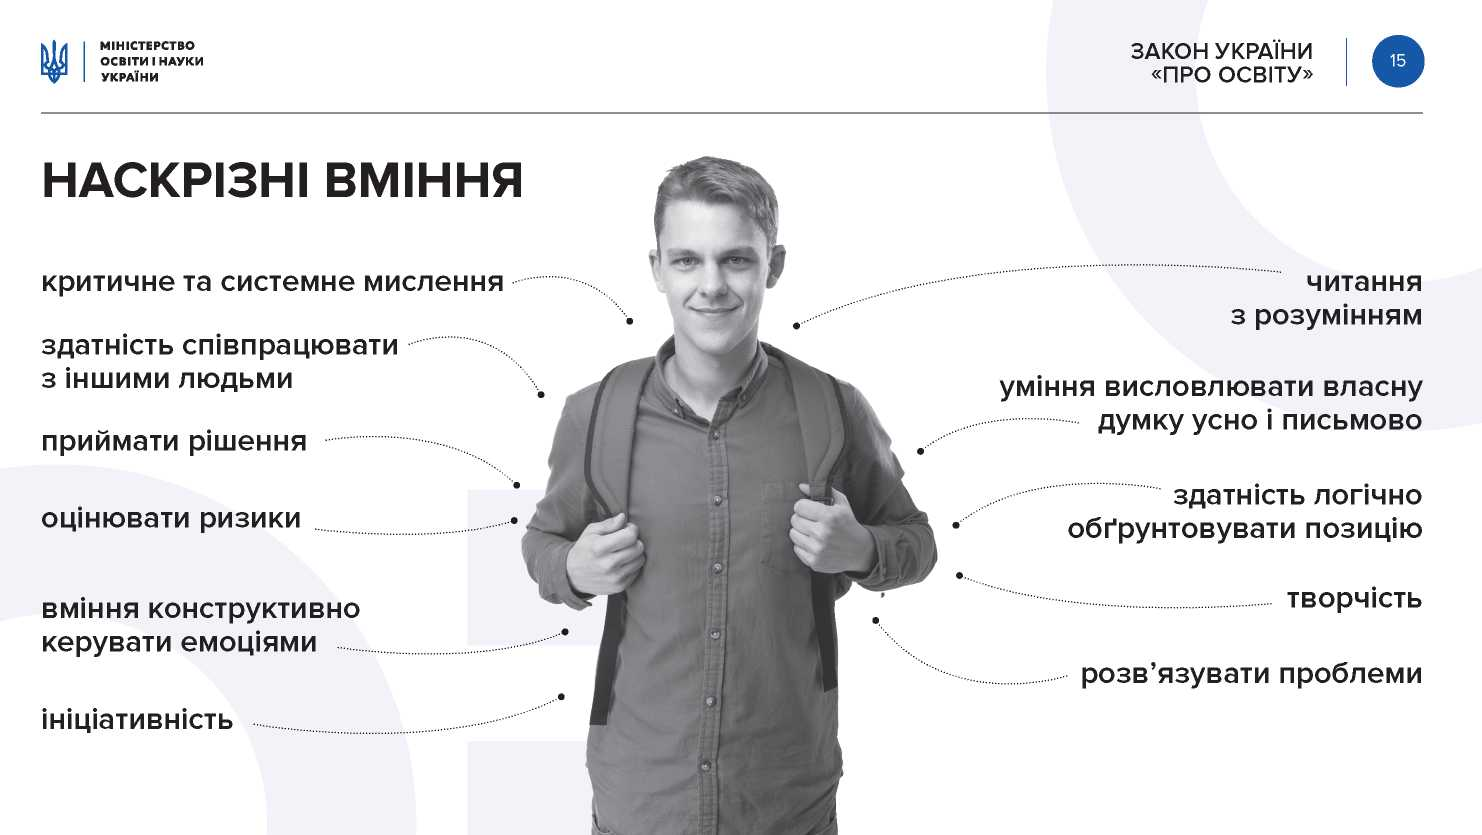 МІНІСТЕРСТВО
ОСВІТИ І НАУКИ
УКРАЇНИ
ЗАКОН УКРАЇНИ
«ПРО ОСВІТУ»
15
НАСКРІЗНІ ВМІННЯ
критичне та системне мислення
здатність співпрацювати
з іншими людьми
приймати рішення
оцінювати ризики
вміння конструктивно
керувати емоціями
ініціативність
читання
з розумінням
уміння висловлювати власну
думку усно і письмово
здатність логічно
обґрунтовувати позицію
творчість
розв’язувати проблеми